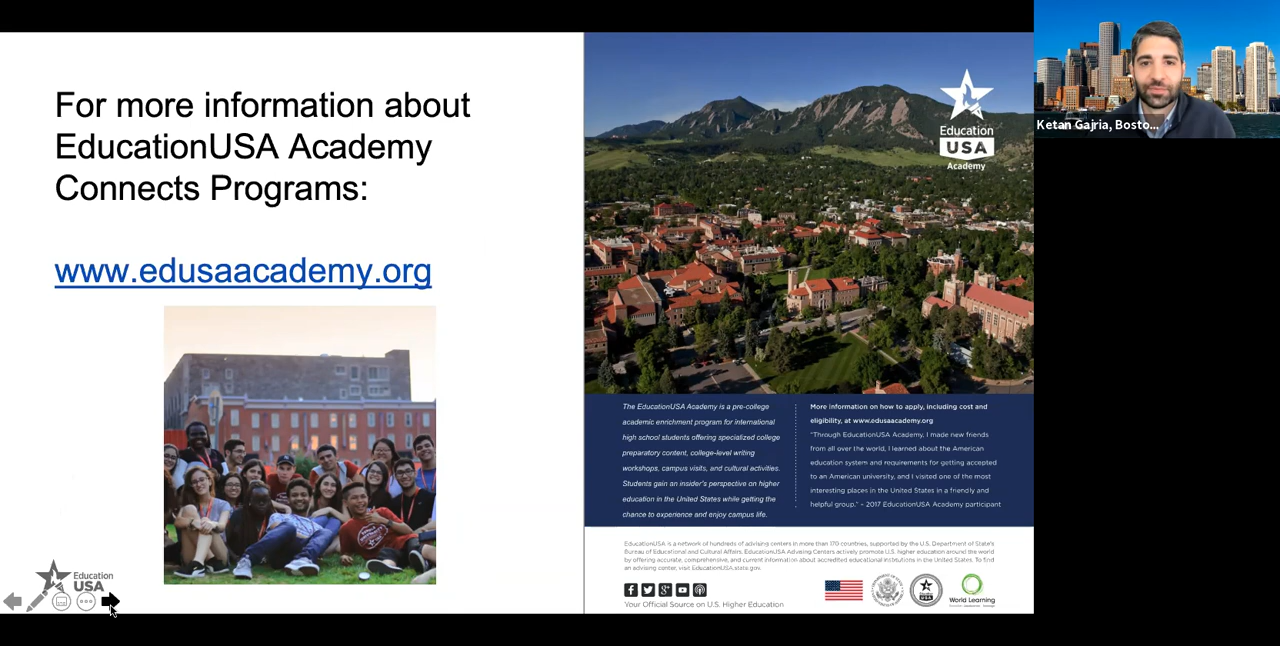 For more information about
EducationUSA Academy
Connects Programs:
www.edusaacademy.org
Education
USA
Education
USA
Academy
The EducationUSA Academy is a pre-college
academic enrichment program for international
high school students offering specialized college
preparatory content, college-level writing
workshops, campus visits, and cultural activities.
Students gain an insider's perspective on higher
education in the United States while getting the
chance to experience and enjoy campus life.
More information on how to apply, including cost and
eligibility, at www.edusaacademy.org
"Through EducationUSA Academy, I made new friends
from all over the world, I learned about the American
education system and requirements for getting accepted
to an American university, and I visited one of the most
interesting places in the United States in a friendly and
helpful group." – 2017 EducationUSA Academy participant
EducationUSA is a network of hundreds of advising centers in more than 170 countries, supported by the U.S. Department of State's
Bureau of Educational and Cultural Affairs. EducationUSA Advising Centers actively promote U.S. higher education around the world
by offering accurate, comprehensive, and current information about accredited educational institutions in the United States. To find
an advising center, visit EducationUSA.state.gov.
Your Official Source on U.S. Higher Education
World Learning
Ketan Gajria, Bosto...